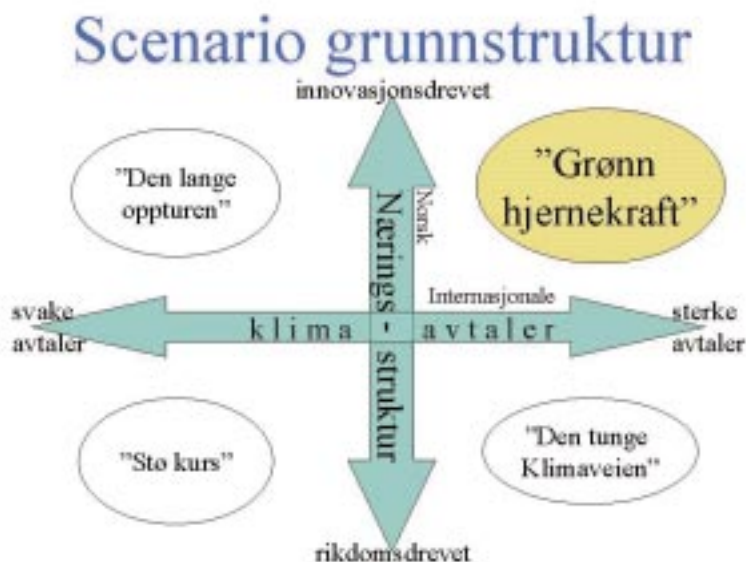 Scenario grunnstruktur
innovasjonsdrevet
"Den lange
oppturen"
"Grønn
hjernekraft"
Norsk
Nærings-struktur
Internasjonale
klima - avtaler
svake
avtaler
sterke
avtaler
"Stø kurs"
"Den tunge
Klimaveien"
rikdomsdrevet